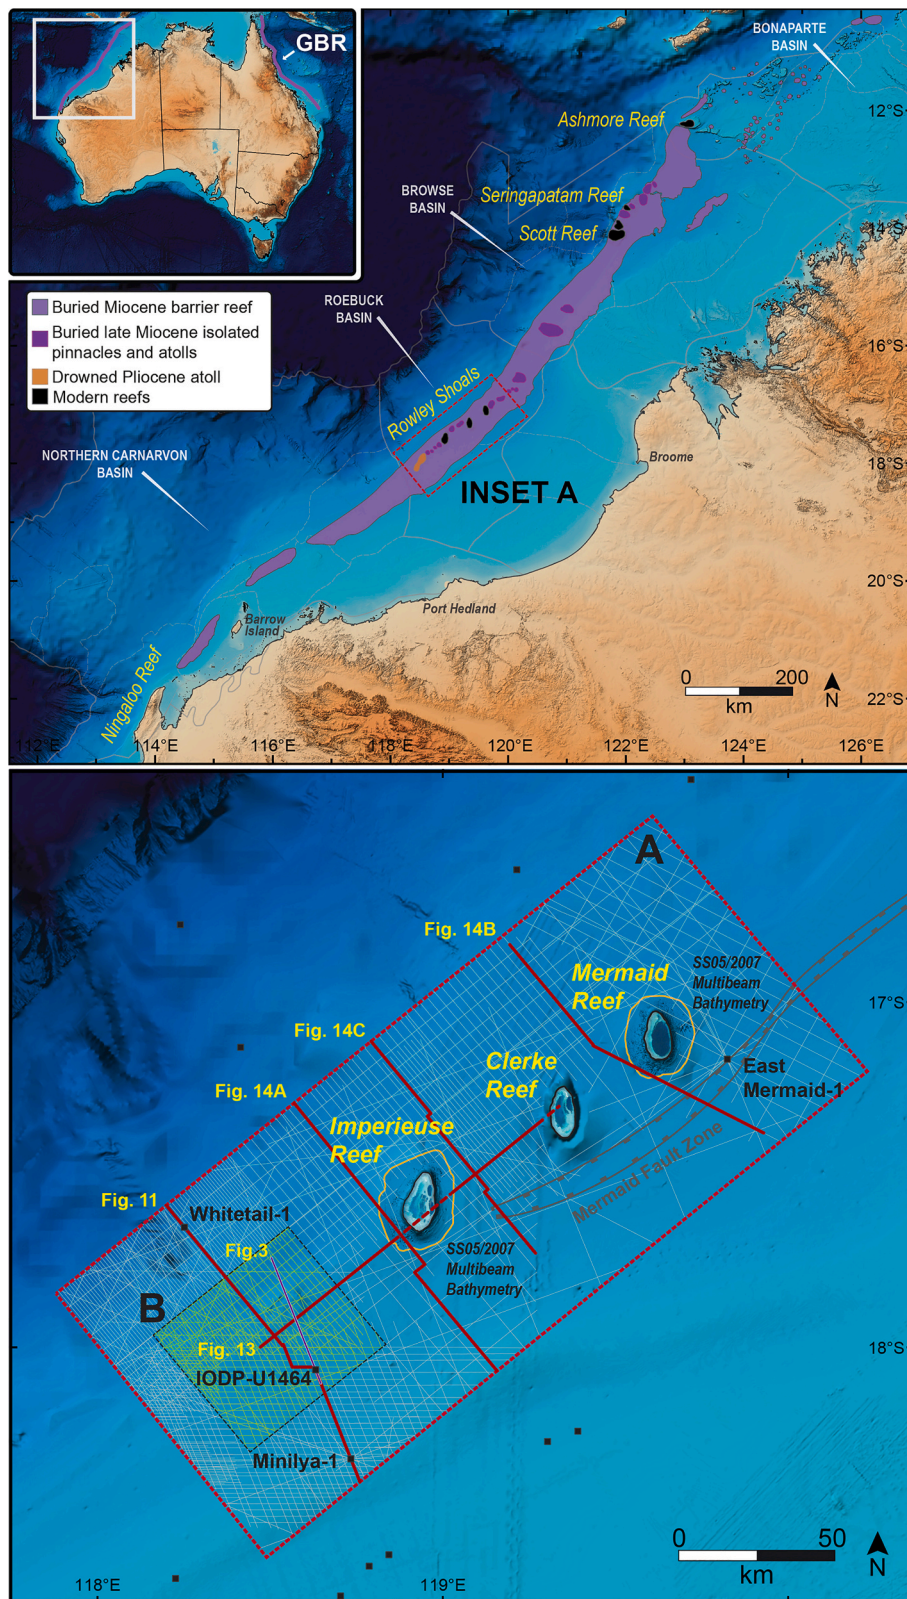 GBR
BONAPARTE
BASIN
12°S
Ashmore Reef
BROWSE
BASIN
Seringapatam Reef
Scott Reef
14°S
Buried Miocene barrier reef
Buried late Miocene isolated
pinnacles and atolls
Drowned Pliocene atoll
Modern reefs
ROEBUCK
BASIN
16°S
Rowley Shoals
NORTHERN CARNARVON
BASIN
Broome
18°S
INSET A
20°S
Barrow
Island
Port Hedland
Ningaloo Reef
0 200
km
N
22°S
112°E 114°E 116°E 118°E 120°E 122°E 124°E 126°E
A
Fig. 14B
Mermaid
Reef
SS05/2007
Multibeam
Bathymetry
17°S
Fig. 14C
Clerke
Reef
East
Mermaid-1
Fig. 14A
Imperieuse
Reef
Mermaid Fault Zone
Fig. 11
Whitetail-1
Fig.3
SS05/2007
Multibeam
Bathymetry
B
Fig. 13
18°S
IODP-U1464
Minilya-1
0 50
km
N
118°E 119°E